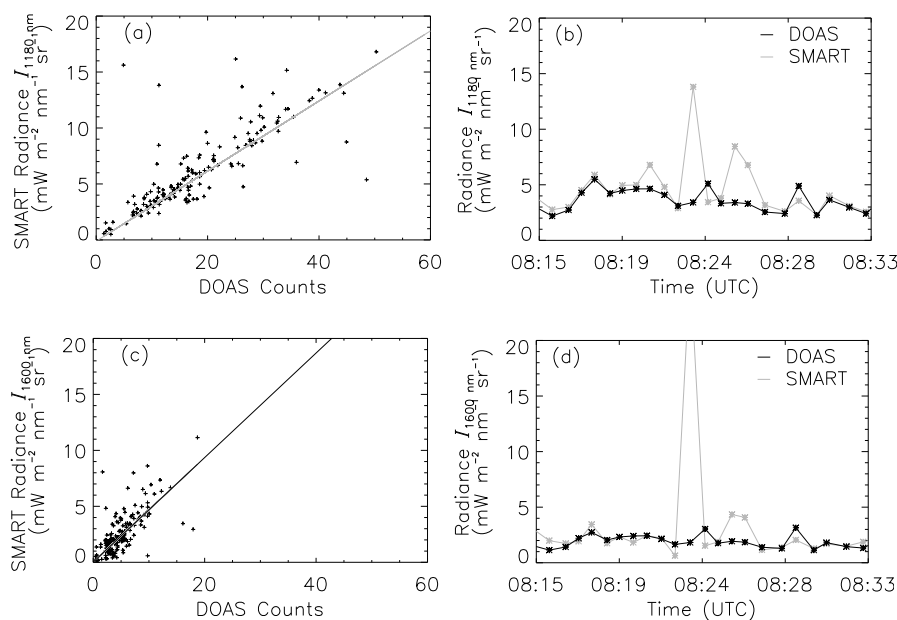 (a)
SMART Radiance I1180 nm
(mW m−2 nm−1 sr−1)
20
15
10
5
0
0 20 40 60
DOAS Counts
(b)
DOAS
SMART
Radiance I1180 nm
(mW m−2 nm−1 sr−1)
20
15
10
5
0
08:15 08:19 08:24 08:28 08:33
Time (UTC)
(c)
SMART Radiance I1600 nm
(mW m−2 nm−1 sr−1)
20
15
10
5
0
0 20 40 60
DOAS Counts
(d)
DOAS
SMART
Radiance I1600 nm
(mW m−2 nm−1 sr−1)
20
15
10
5
0
08:15 08:19 08:24 08:28 08:33
Time (UTC)